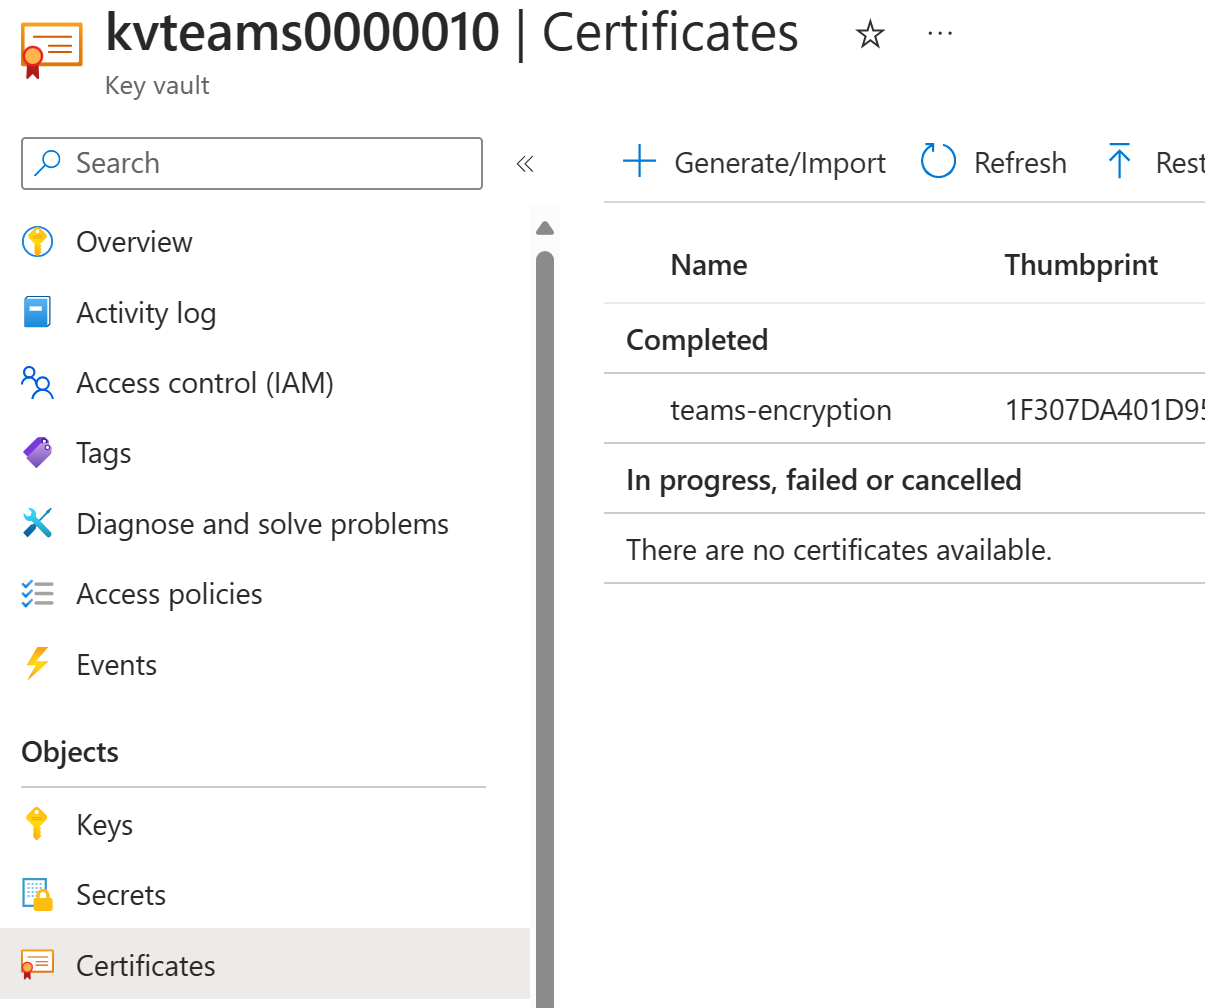 kvteams0000010 | Certificates
Key vault
Search
Generate/Import
Refresh
Overview
Activity log
Access control (IAM)
Tags
Diagnose and solve problems
Access policies
Events
Objects
Keys
Secrets
Certificates
Name Thumbprint
Completed
teams-encryption
In progress, failed or cancelled
There are no certificates available.